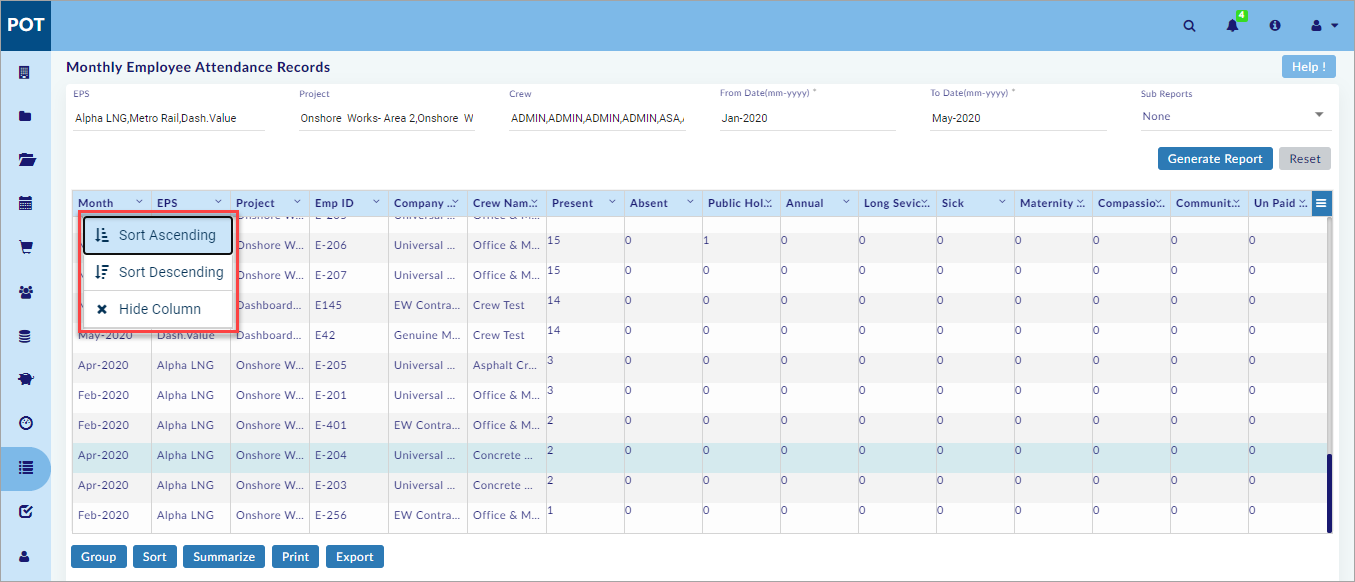 POT
4
Monthly Employee Attendance Records
Help !
EPS Project Crew From Date(mm-yyyy) * To Date(mm-yyyy) * Sub Reports
Alpha LNG,Metro Rail,Dash.Value Onshore Works- Area 2,Onshore W ADMIN,ADMIN,ADMIN,ADMIN,ASA, Jan-2020 May-2020 None
Generate Report Reset
Month EPS Project Emp ID Company ... Crew Nam... Present Absent Public Hol... Annual Long Sevic... Sick Maternity ... Compassio... Communit... Un Paid ...
Sort Ascending
Sort Descending
Hide Column
Onshore W... E-206 Universal ... Office & M... 15 0 1 0 0 0 0 0 0 0
Onshore W... E-207 Universal ... Office & M... 15 0 0 0 0 0 0 0 0 0
Dashboard... E145 EW Contra... Crew Test 14 0 0 0 0 0 0 0 0 0
May-2020 Dash.Value Dashboard... E42 Genuine M... Crew Test 14 0 0 0 0 0 0 0 0 0
Apr-2020 Alpha LNG Onshore W... E-205 Universal ... Asphalt Cr... 3 0 0 0 0 0 0 0 0 0
Feb-2020 Alpha LNG Onshore W... E-201 Universal ... Office & M... 3 0 0 0 0 0 0 0 0 0
Feb-2020 Alpha LNG Onshore W... E-401 EW Contra... Office & M... 2 0 0 0 0 0 0 0 0 0
Apr-2020 Alpha LNG Onshore W... E-204 Universal ... Concrete ... 2 0 0 0 0 0 0 0 0 0
Apr-2020 Alpha LNG Onshore W... E-203 Universal ... Concrete ... 2 0 0 0 0 0 0 0 0 0
Feb-2020 Alpha LNG Onshore W... E-256 EW Contra... Office & M... 1 0 0 0 0 0 0 0 0 0
Group Sort Summarize Print Export